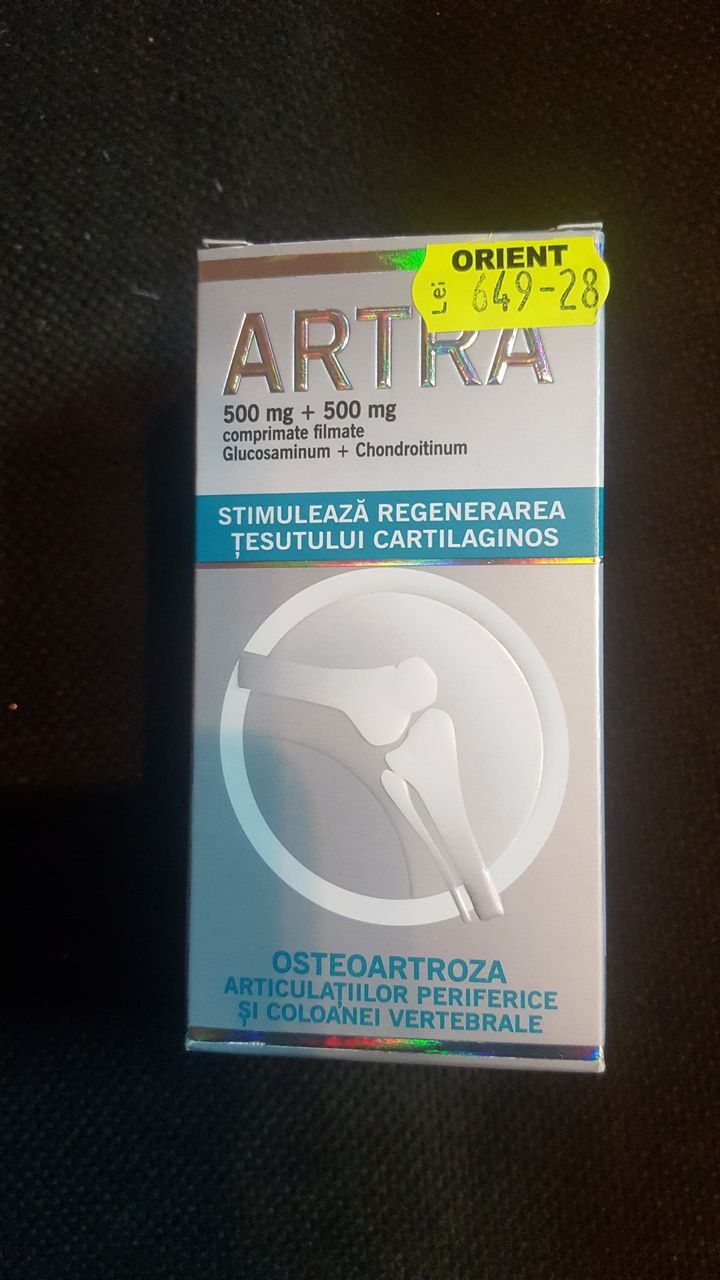 ORIENT
Lei 649-28
ARTRA
500 mg + 500 mg
comprimate filmate
Glucosaminum + Chondroitinum
STIMULEAZĂ REGENERAREA
ȚESUTULUI CARTILAGINOS
OSTEOARTROZA
ARTICULAȚIILOR PERIFERICE
ȘI COLOANEI VERTEBRALE